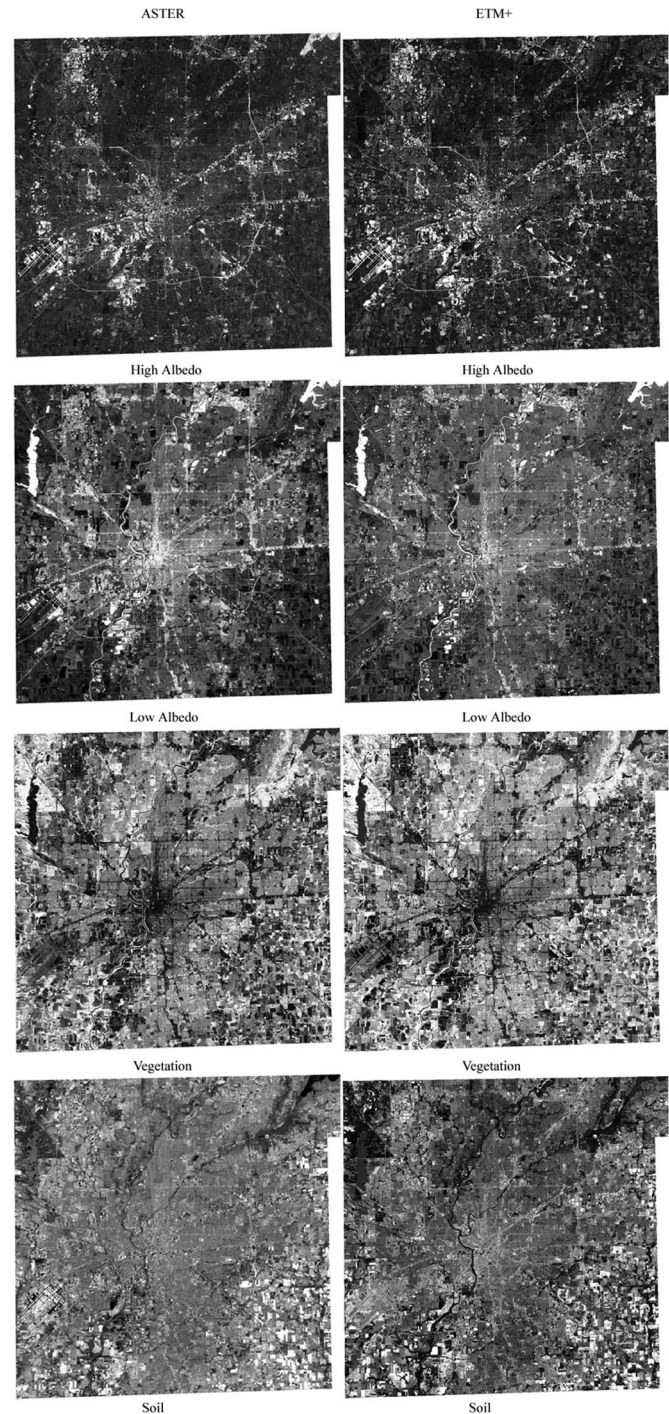 ASTER
ETM+
High Albedo
High Albedo
Low Albedo
Low Albedo
Vegetation
Vegetation
Soil
Soil